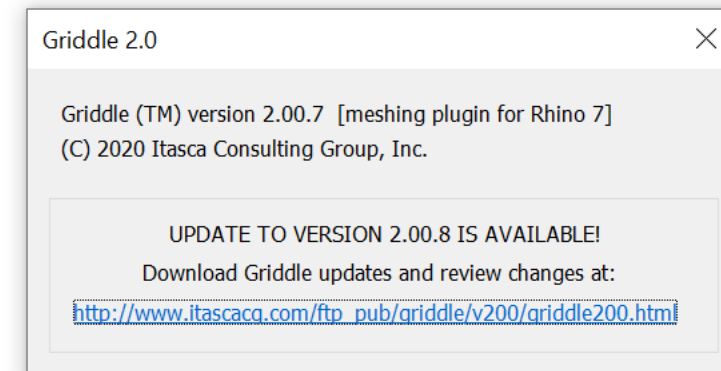 Griddle 2.0
Griddle (TM) version 2.00.7 [meshing plugin for Rhino 7]
(C) 2020 Itasca Consulting Group, Inc.
UPDATE TO VERSION 2.00.8 IS AVAILABLE!
Download Griddle updates and review changes at:
http://www.itascacg.com/ftp_pub/griddle/v200/griddle200.html